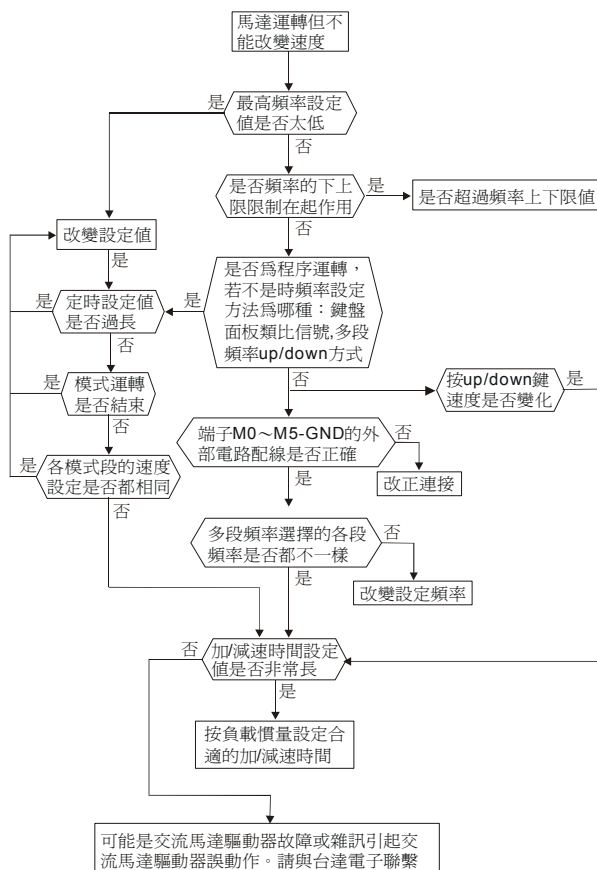 馬達運轉但不
能改變速度
是
最高頻率設定
值是否太低
否
是否頻率的下上
限限制在起作用
是
是否超過頻率上下限值
否
改變設定值
是
是否爲程序運轉，
若不是時頻率設定
方法爲哪種：鍵盤
面板類比信號,多段
頻率up/down方式
是
定時設定值
是否過長
是
否
否
按up/down鍵
速度是否變化
是
是
模式運轉
是否結束
否
端子M0～M5-GND的外
部電路配線是否正確
否
改正連接
是
是
各模式段的速度
設定是否都相同
否
多段頻率選擇的各段
頻率是否都不一樣
否
改變設定頻率
是
否
加/減速時間設定
值是否非常長
是
按負載慣量設定合
適的加/減速時間
可能是交流馬達驅動器故障或雜訊引起交
流馬達驅動器誤動作。請與台達電子聯繫